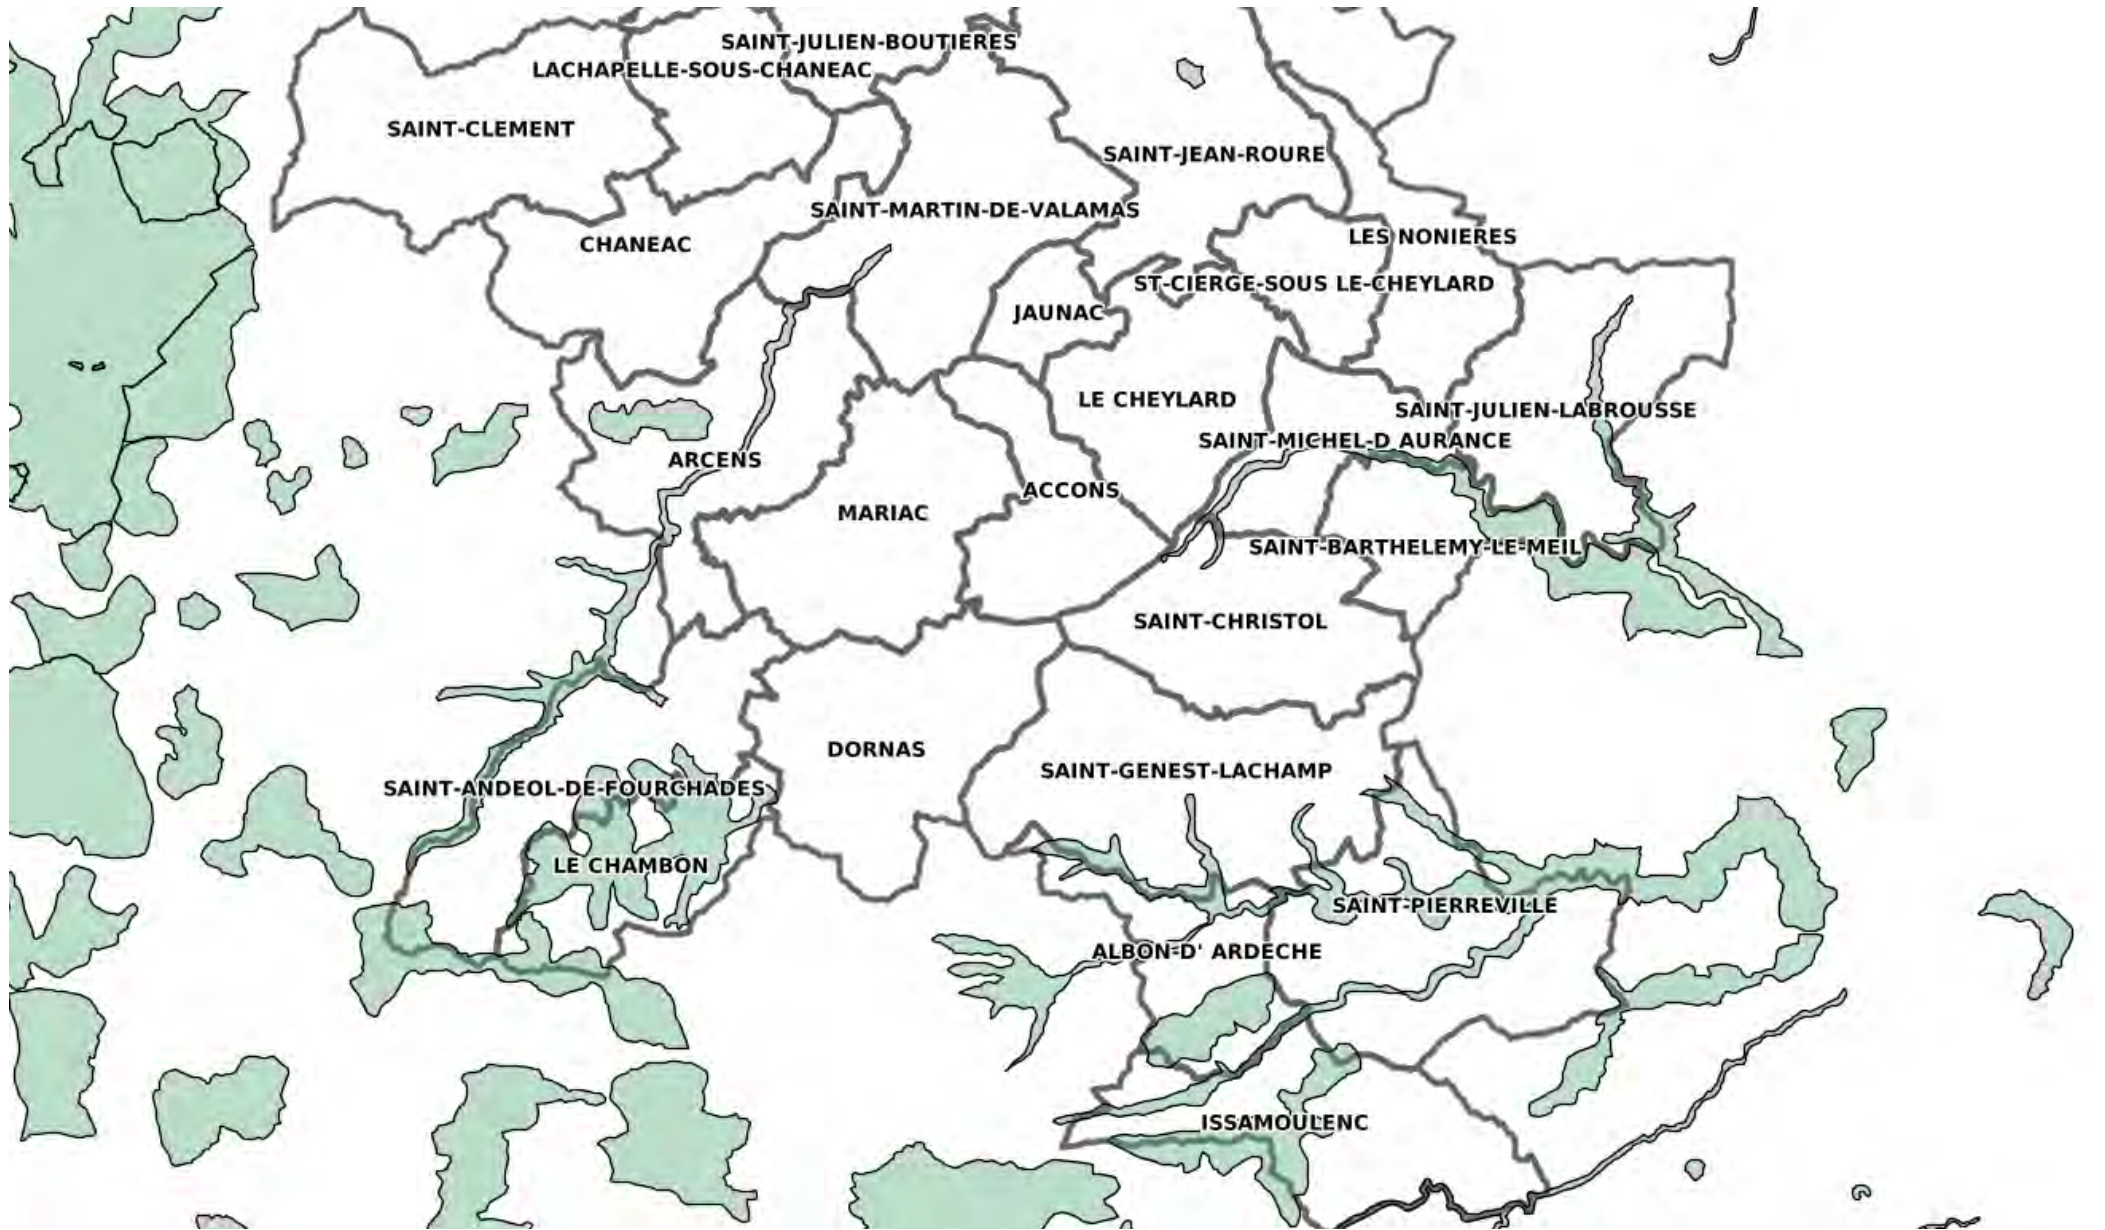 SAINT-JULIEN-BOUTIERES
LACHAPELLE-SOUS-CHANEAC
SAINT-CLEMENT
SAINT-JEAN-ROURE
SAINT-MARTIN-DE-VALAMAS
LES NONIERES
CHANEAC
ST-CIERGE-SOUS LE-CHEYLARD
JAUNAC
LE CHEYLARD
SAINT-JULIEN-LABROUSSE
SAINT-MICHEL-D AURANCE
ARCENS
ACCONS
MARIAC
SAINT-BARTHELEMY-LE-MEIL
SAINT-CHRISTOL
DORNAS
SAINT-GENEST-LACHAMP
SAINT-ANDEOL-DE-FOURCHADES
LE CHAMBON
SAINT-PIERREVILLE
ALBON-D' ARDECHE
ISSAMOULENC